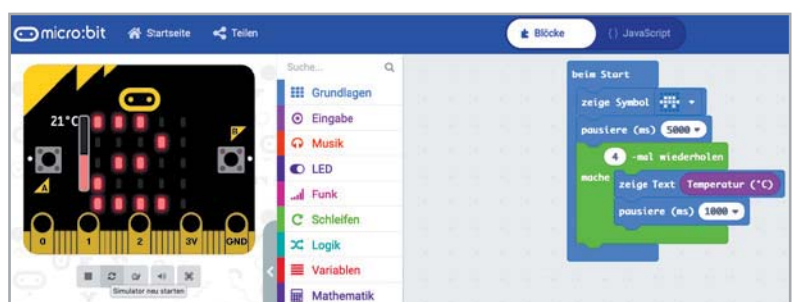 micro:bit Startseite Teilen Blöcke {} JavaScript
Suche...
Grundlagen
Eingabe
Musik
LED
Funk
Schleifen
Logik
Variablen
Mathematik
21°C
A
B
0 1 2 3V GND
Simulator neu starten
beim Start
zeige Symbol
pausiere (ms) 5000
4 -mal wiederholen
mache zeige Text Temperatur (°C)
pausiere (ms) 1000